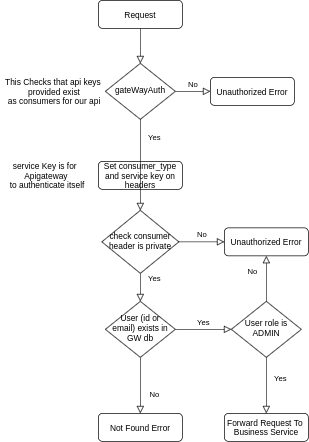 Request
This Checks that api keys
provided exist
as consumers for our api
gateWayAuth
No
Unauthorized Error
Yes
service Key is for
Apigateway
to authenticate itself
Set consumer_type
and service key on
headers
check consumer
header is private
No
Unauthorized Error
Yes
No
User (id or
email) exists in
GW db
Yes
User role is
ADMIN
No
Yes
Not Found Error
Forward Request To
Business Service